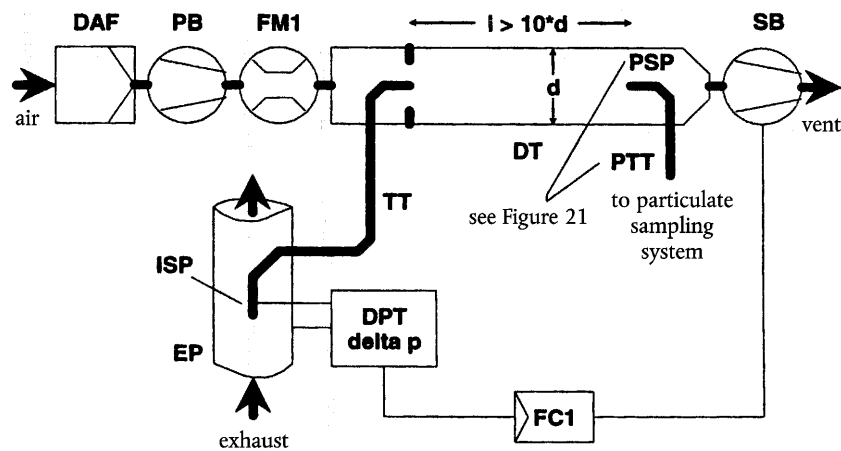 DAF
PB
FM1
l > 10*d
SB
air
d
PSP
vent
DT
PTT
TT
see Figure 21
to particulate
sampling
system
ISP
DPT
delta p
EP
FC1
exhaust